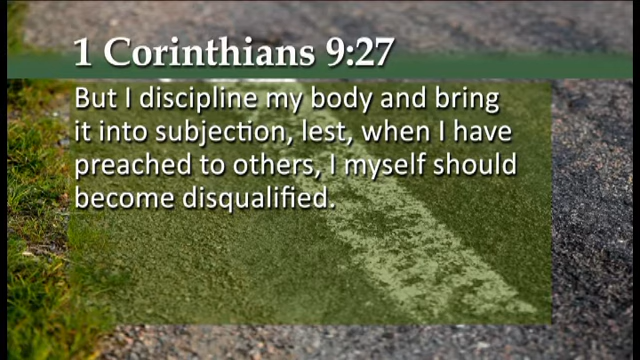 1 Corinthians 9:27
But I discipline my body and bring
it into subjection, lest, when I have
preached to others, I myself should
become disqualified.